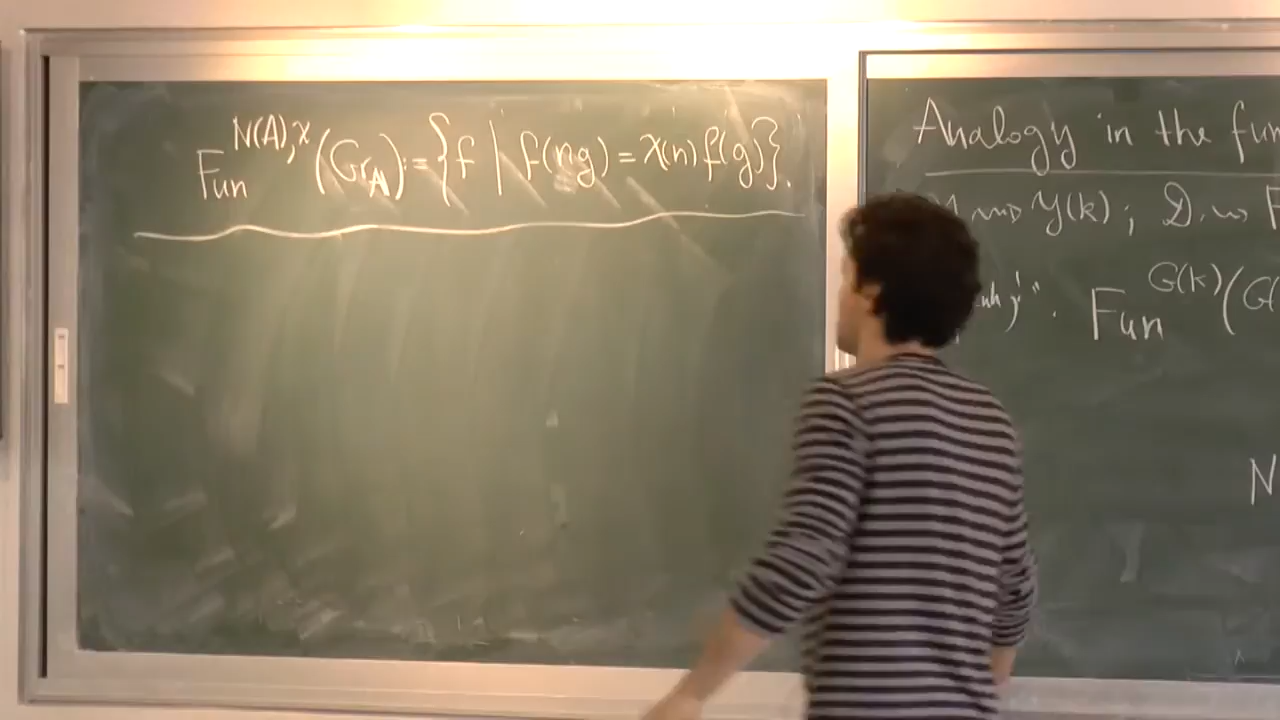 Fun^{N(A),χ}(G_A) := {f | f(ng) = χ(n) f(g)}.
Analogy in the fun
Y(k); D.
Fun^{G(k)}(G(
N